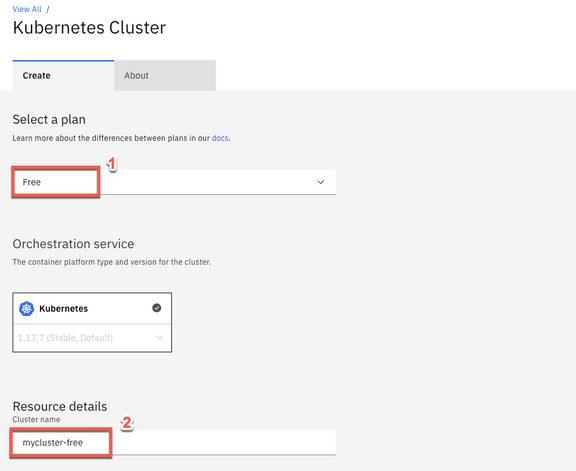 View All /
Kubernetes Cluster
Create
About
Select a plan
Learn more about the differences between plans in our docs.
1
Free
Orchestration service
The container platform type and version for the cluster.
Kubernetes
1.17.7 (Stable, Default)
Resource details
Cluster name
2
mycluster-free